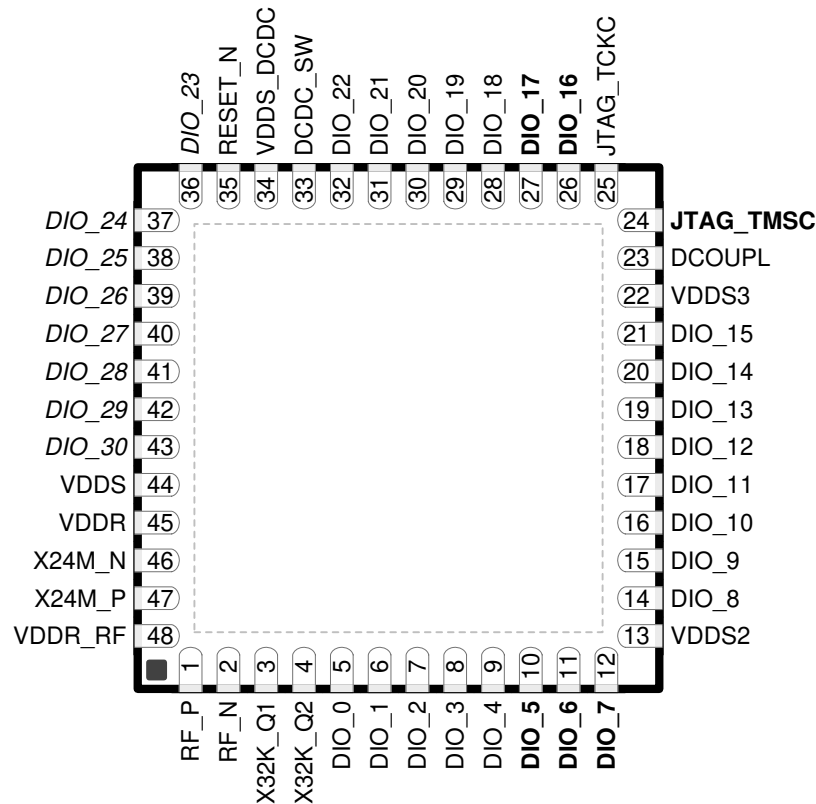 DIO_23
RESET_N
VDDS_DCDC
DCDC_SW
DIO_22
DIO_21
DIO_20
DIO_19
DIO_18
DIO_17
DIO_16
JTAG_TCKC
36 35 34 33 32 31 30 29 28 27 26 25
DIO_24 37
DIO_25 38
DIO_26 39
DIO_27 40
DIO_28 41
DIO_29 42
DIO_30 43
VDDS 44
VDDR 45
X24M_N 46
X24M_P 47
VDDR_RF 48
24 JTAG_TMSC
23 DCOUPL
22 VDDS3
21 DIO_15
20 DIO_14
19 DIO_13
18 DIO_12
17 DIO_11
16 DIO_10
15 DIO_9
14 DIO_8
13 VDDS2
1 2 3 4 5 6 7 8 9 10 11 12
RF_P
RF_N
X32K_Q1
X32K_Q2
DIO_0
DIO_1
DIO_2
DIO_3
DIO_4
DIO_5
DIO_6
DIO_7